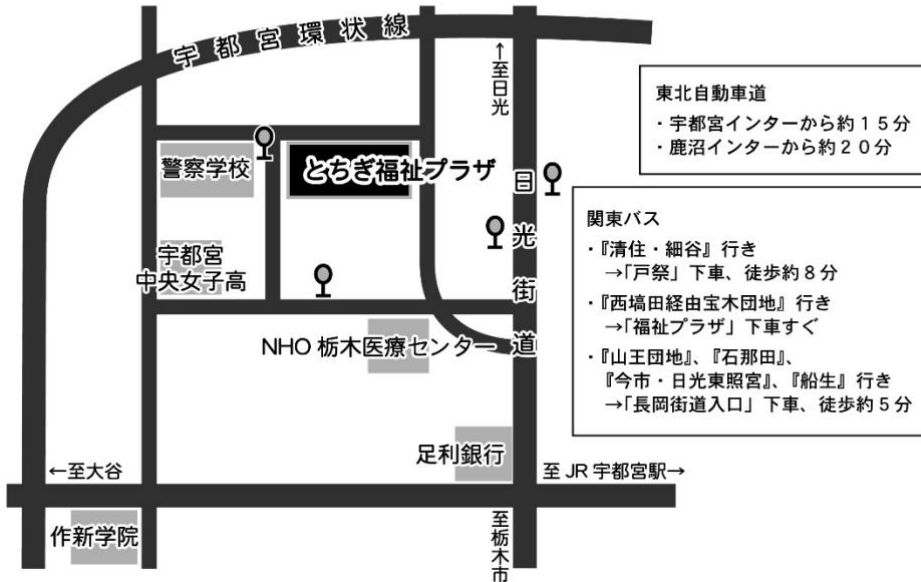 宇都宮環状線
↑至日光
東北自動車道
・宇都宮インターから約15分
・鹿沼インターから約20分
警察学校
とちぎ福祉プラザ
日光街道
関東バス
・『清住・細谷』行き
→「戸祭」下車、徒歩約8分
・『西塙田経由宝木団地』行き
→「福祉プラザ」下車すぐ
・『山王団地』、『石那田』、
『今市・日光東照宮』、『船生』行き
→「長岡街道入口」下車、徒歩約5分
宇都宮
中央女子高
NHO 栃木医療センター
足利銀行
←至大谷
至 JR 宇都宮駅→
作新学院
至栃木市